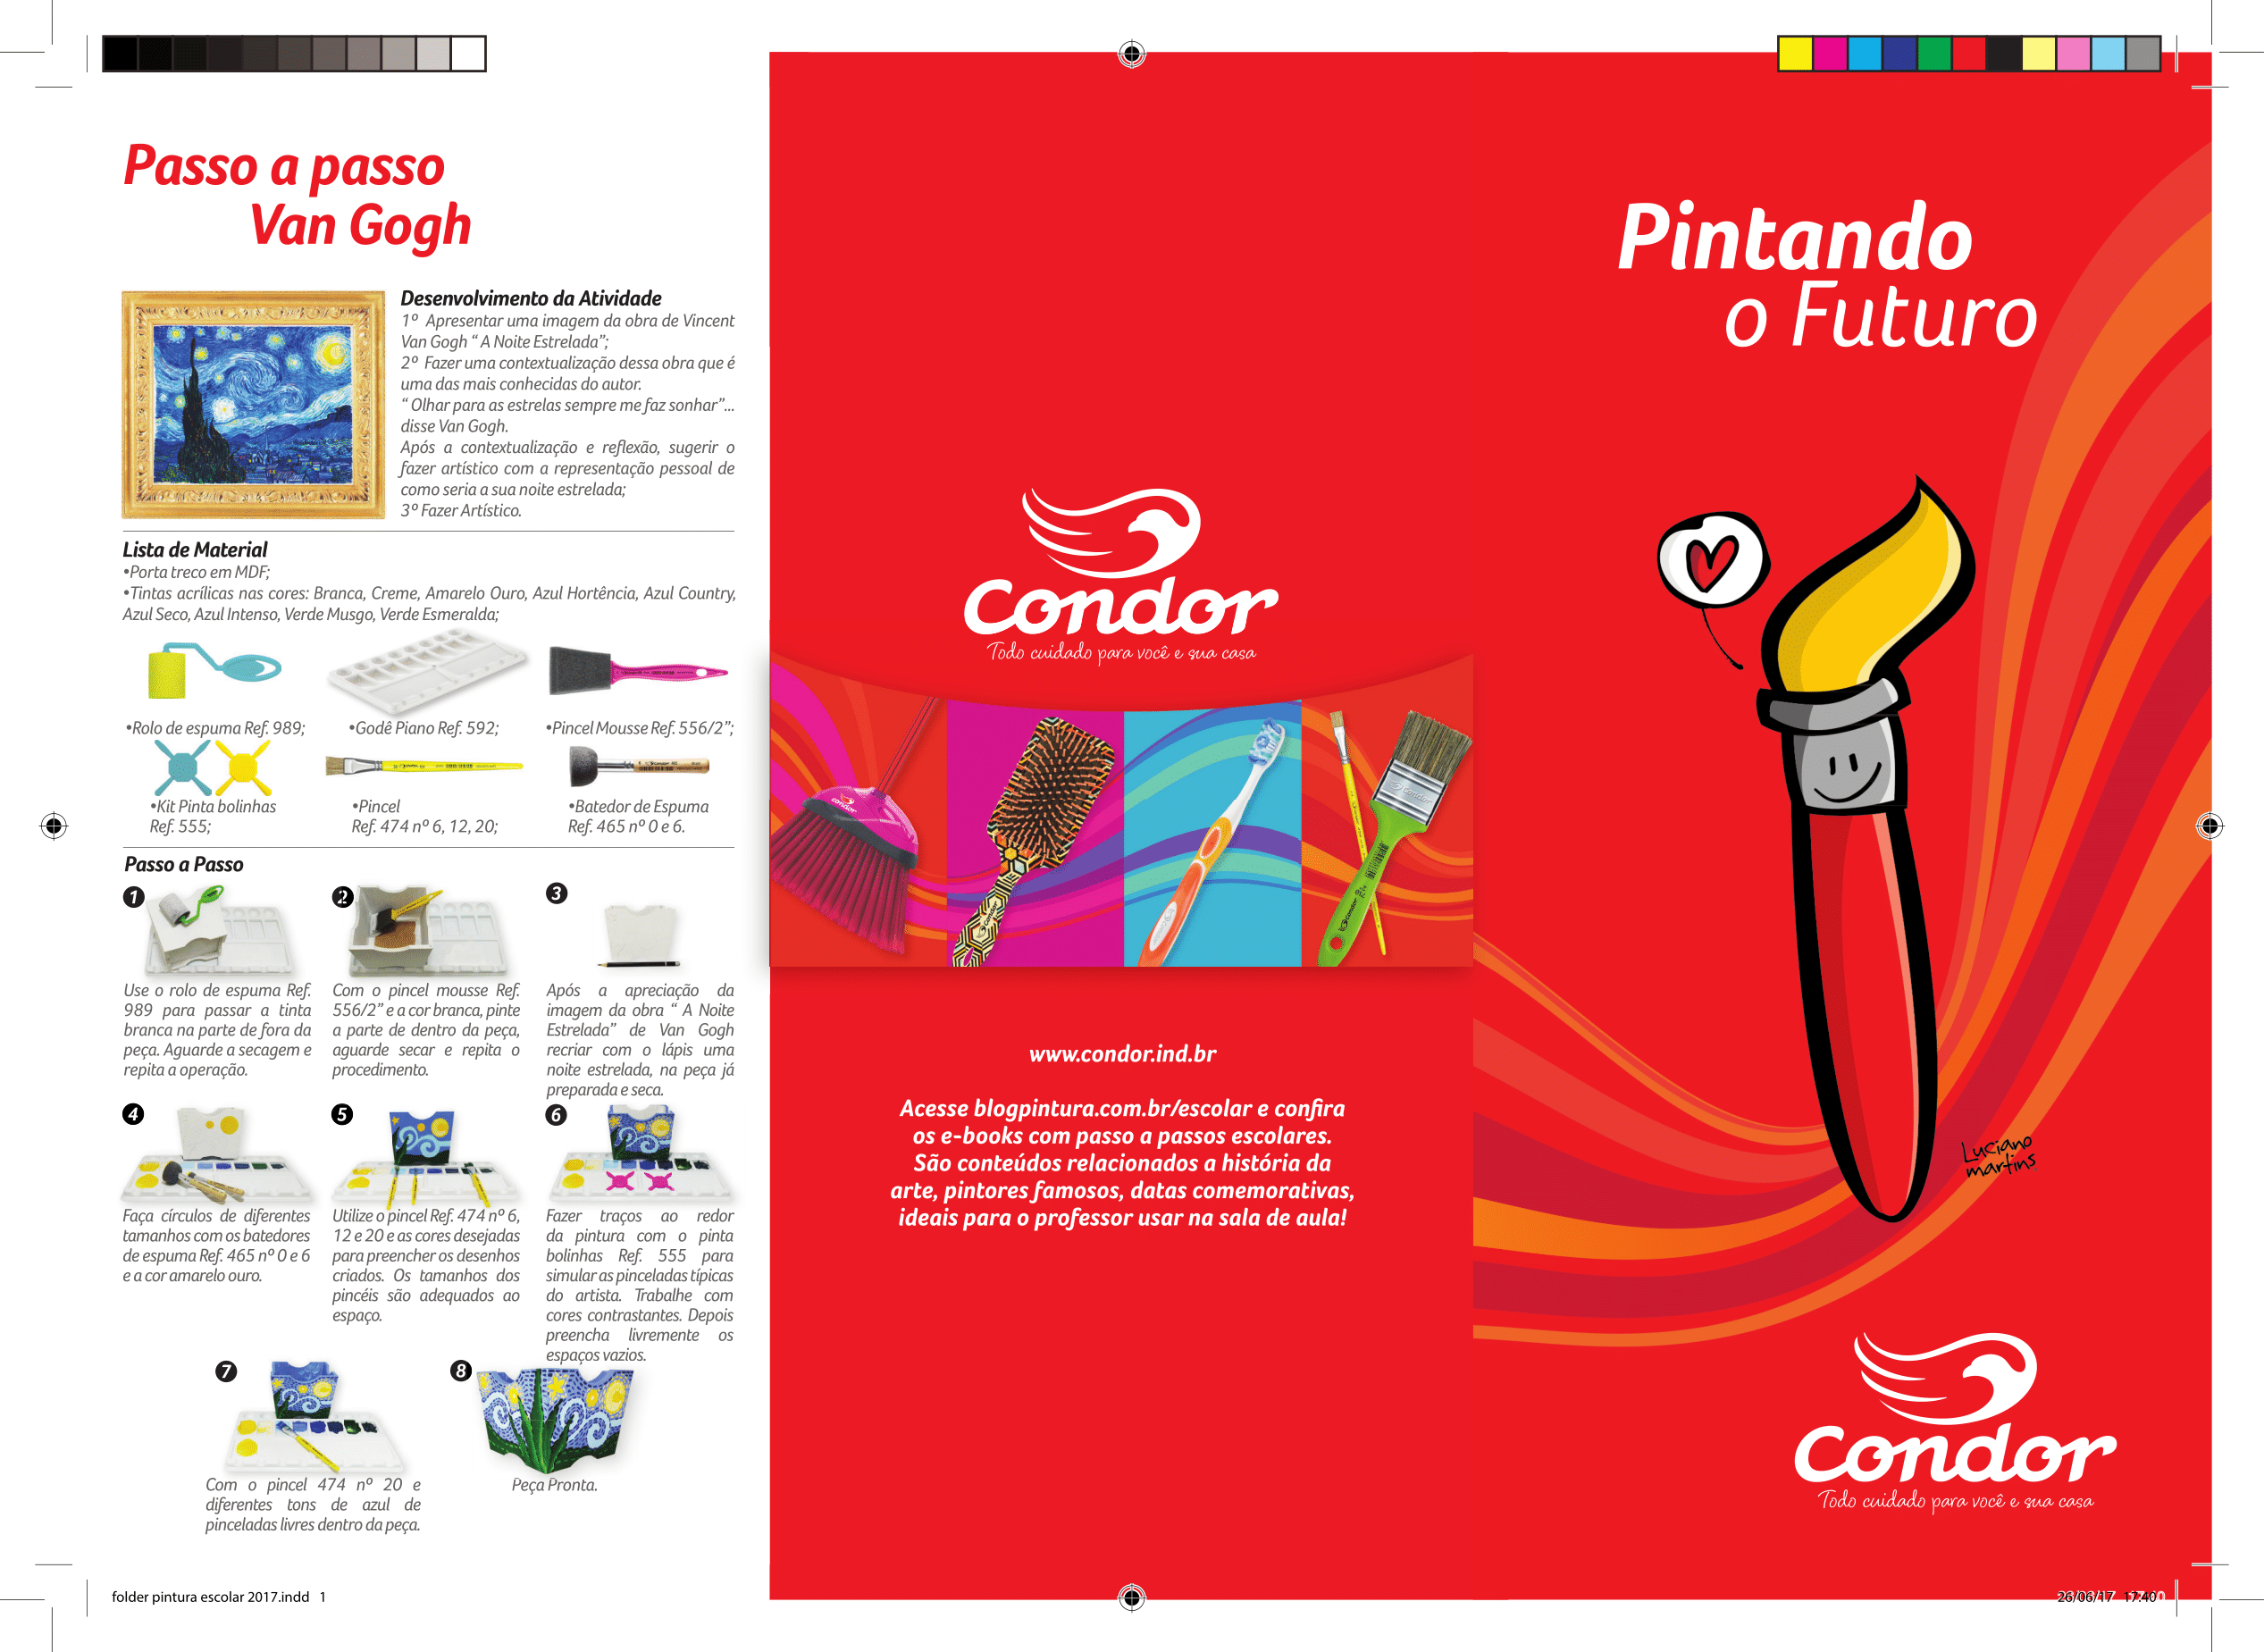 Passo a passo
Van Gogh
Desenvolvimento da Atividade
1º Apresentar uma imagem da obra de Vincent
Van Gogh “ A Noite Estrelada”;
2º Fazer uma contextualização dessa obra que é
uma das mais conhecidas do autor.
“ Olhar para as estrelas sempre me faz sonhar”...
disse Van Gogh.
Após a contextualização e reflexão, sugerir o
fazer artístico com a representação pessoal de
como seria a sua noite estrelada;
3º Fazer Artístico.
Lista de Material
•Porta treco em MDF;
•Tintas acrílicas nas cores: Branca, Creme, Amarelo Ouro, Azul Hortência, Azul Country,
Azul Seco, Azul Intenso, Verde Musgo, Verde Esmeralda;
•Rolo de espuma Ref. 989;
•Godê Piano Ref. 592;
•Pincel Mousse Ref. 556/2”;
•Kit Pinta bolinhas
Ref. 555;
•Pincel
Ref. 474 nº 6, 12, 20;
•Batedor de Espuma
Ref. 465 nº 0 e 6.
Passo a Passo
1
Use o rolo de espuma Ref.
989 para passar a tinta
branca na parte de fora da
peça. Aguarde a secagem e
repita a operação.
2
Com o pincel mousse Ref.
556/2” e a cor branca, pinte
a parte de dentro da peça,
aguarde secar e repita o
procedimento.
3
Após a apreciação da
imagem da obra “ A Noite
Estrelada” de Van Gogh
recriar com o lápis uma
noite estrelada, na peça já
preparada e seca.
4
Faça círculos de diferentes
tamanhos com os batedores
de espuma Ref. 465 nº 0 e 6
e a cor amarelo ouro.
5
Utilize o pincel Ref. 474 nº 6,
12 e 20 e as cores desejadas
para preencher os desenhos
criados. Os tamanhos dos
pincéis são adequados ao
espaço.
6
Fazer traços ao redor
da pintura com o pinta
bolinhas Ref. 555 para
simular as pinceladas típicas
do artista. Trabalhe com
cores contrastantes. Depois
preencha livremente os
espaços vazios.
7
Com o pincel 474 nº 20 e
diferentes tons de azul de
pinceladas livres dentro da peça.
8
Peça Pronta.
folder pintura escolar 2017.indd 1
Condor
Todo cuidado para você e sua casa
condor
Condor
Condor
Condor
www.condor.ind.br
Acesse blogpintura.com.br/escolar e confira
os e-books com passo a passos escolares.
São conteúdos relacionados a história da
arte, pintores famosos, datas comemorativas,
ideais para o professor usar na sala de aula!
Pintando
o Futuro
Luciano
martins
Condor
Todo cuidado para você e sua casa
26/06/17 17:40